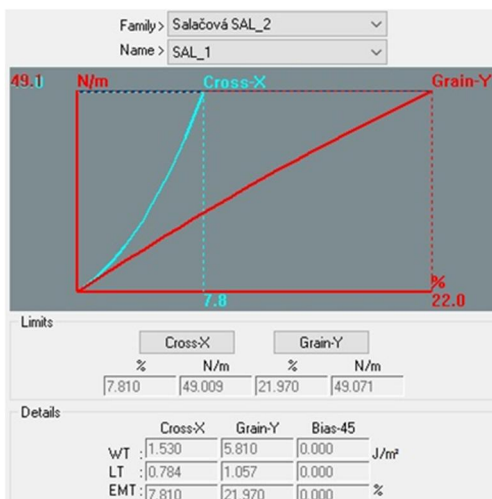 Family> Salačová SAL_2
Name > SAL_1
49.1 N/m Cross-X Grain-Y
%
7.8 22.0
Limits
Cross-X Grain-Y
% N/m % N/m
7.810 49.009 21.970 49.071
Details
Cross-X Grain-Y Bias-45
WT : 1.530 5.810 0.000 J/m²
LT : 0.784 1.057 0.000
EMT : 7.810 21.970 0.000 %